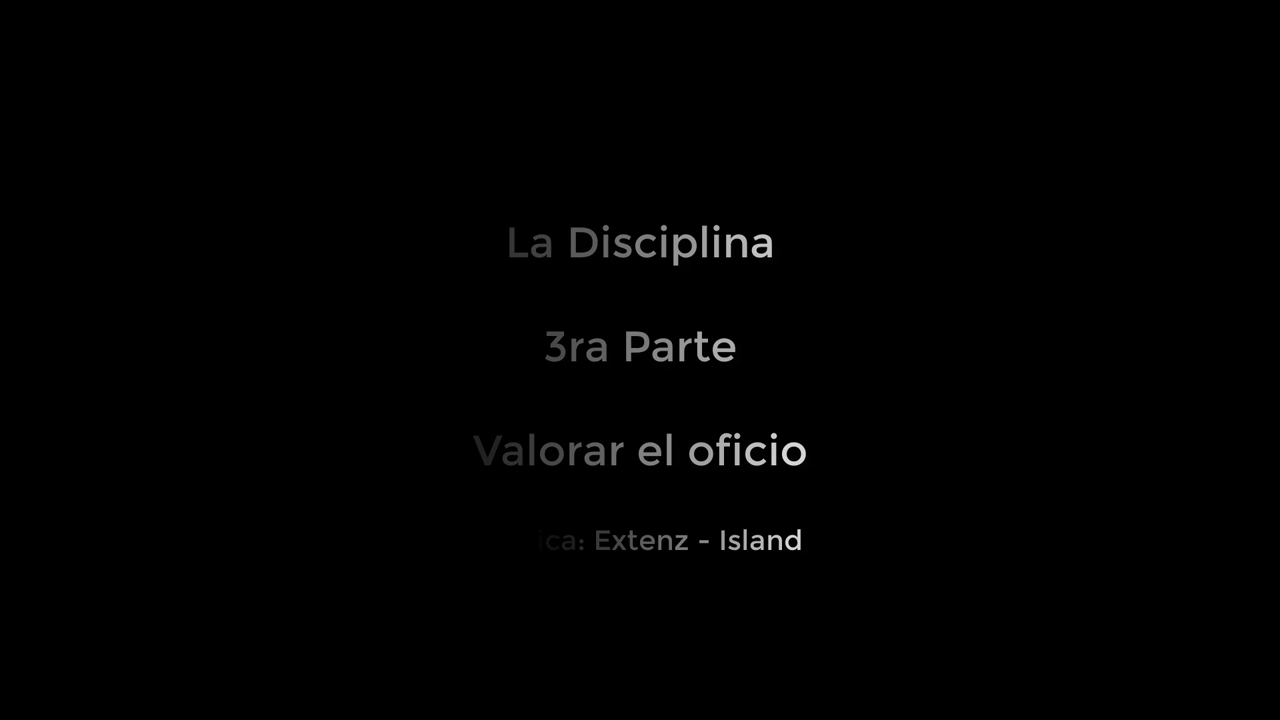 La Disciplina
3ra Parte
Valorar el oficio
Extenz - Island